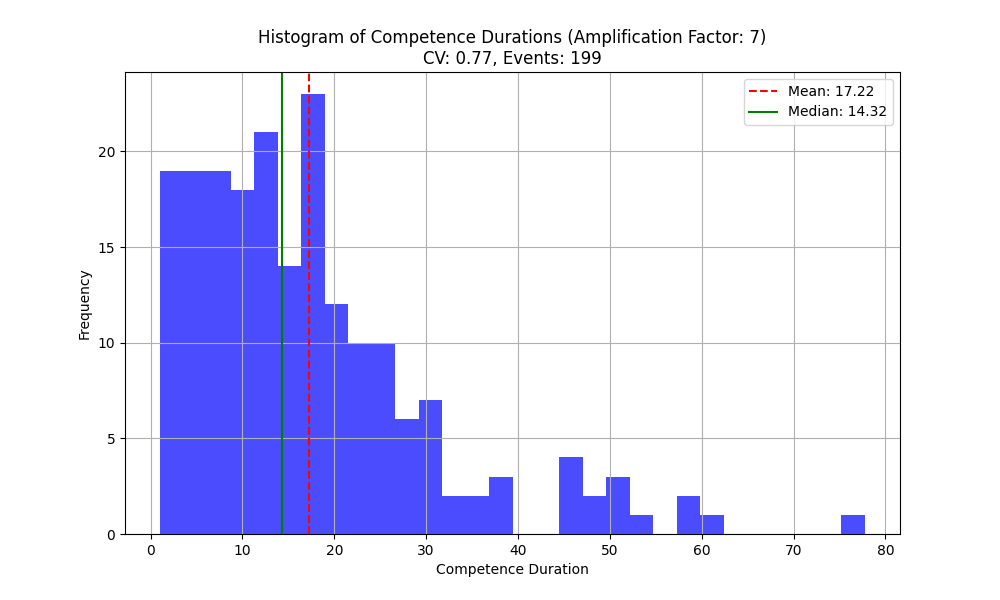 Histogram of Competence Durations (Amplification Factor: 7)
CV: 0.77, Events: 199
Mean: 17.22
Median: 14.32
Frequency
20
15
10
5
0
0 10 20 30 40 50 60 70 80
Competence Duration